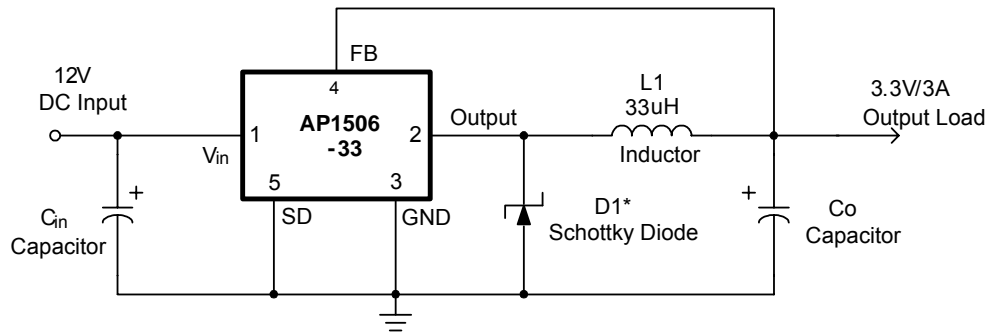 FB
12V
DC Input
4
L1
33uH
3.3V/3A
Output Load
AP1506
-33
1
2
Output
Vin
Inductor
5
3
SD
GND
Cin
Capacitor
D1*
Schottky Diode
Co
Capacitor
+
+